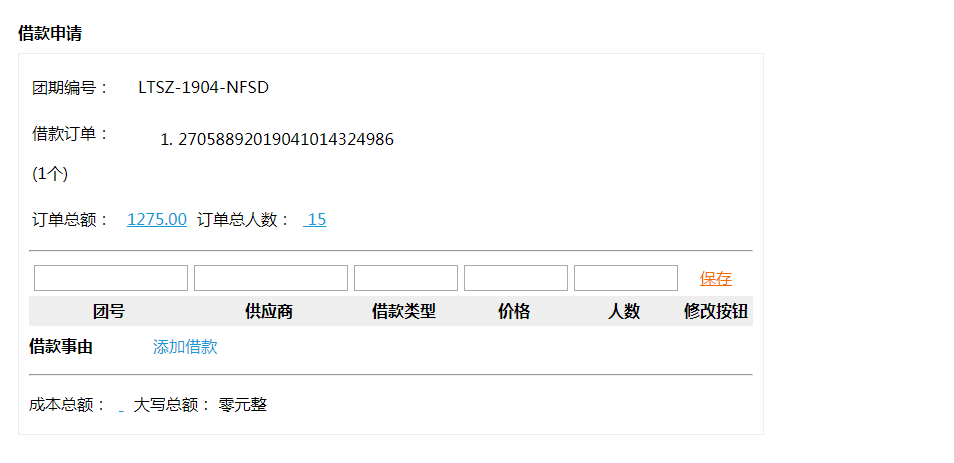 借款申请
团期编号： LTSZ-1904-NFSD
借款订单： 1. 27058892019041014324986
(1个)
订单总额： 1275.00 订单总人数： 15
保存
团号 供应商 借款类型 价格 人数 修改按钮
借款事由 添加借款
成本总额： 大写总额： 零元整